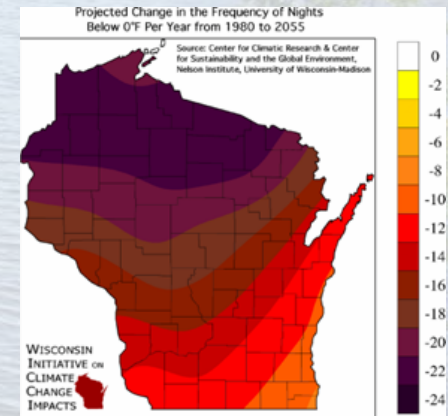 Projected Change in the Frequency of Nights
Below 0°F Per Year from 1980 to 2055
Source: Center for Climatic Research & Center
for Sustainability and the Global Environment,
Nelson Institute, University of Wisconsin-Madison
0
-2
-4
-6
-8
-10
-12
-14
-16
-18
-20
-22
-24
WISCONSIN
INITIATIVE ON
CLIMATE
CHANGE
IMPACTS